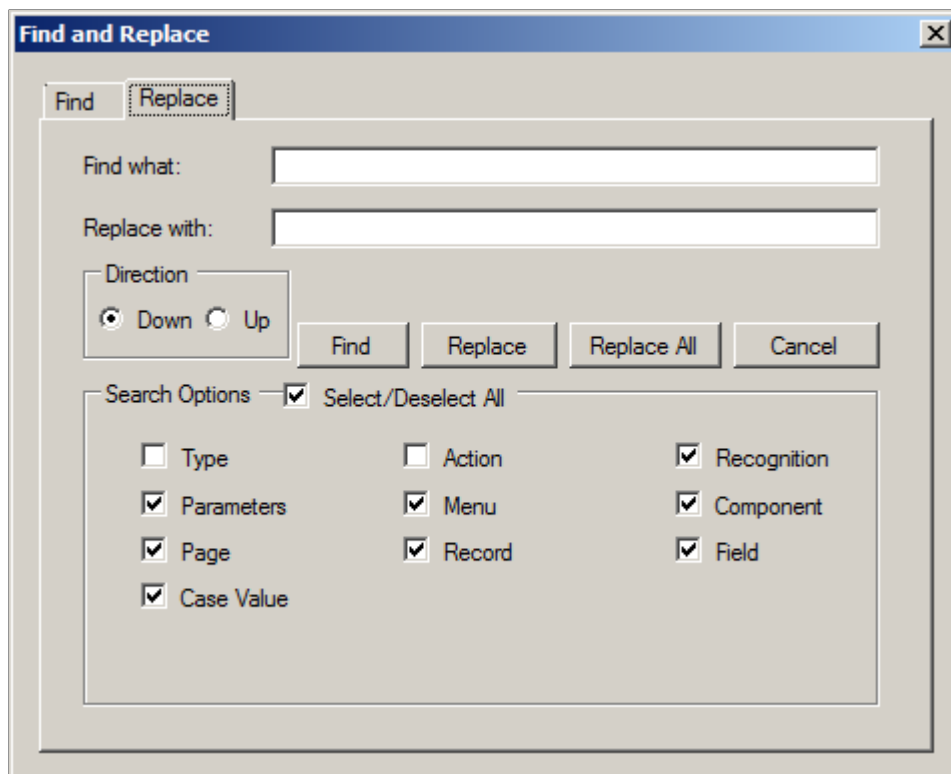 Find and Replace
Find Replace
Find what:
Replace with:
Direction
Down Up
Find Replace Replace All Cancel
Search Options Select/Deselect All
Type Action Recognition
Parameters Menu Component
Page Record Field
Case Value